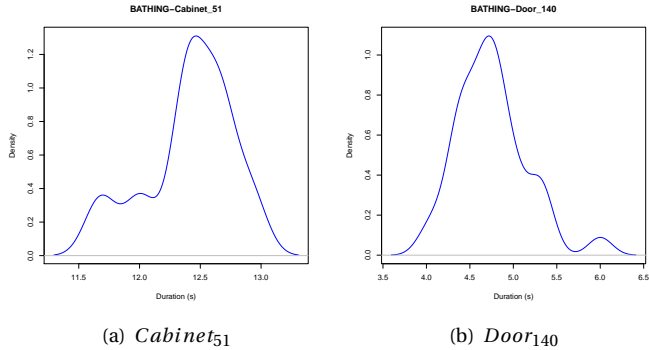 BATHING−Cabinet_51
Density
0.0 0.2 0.4 0.6 0.8 1.0 1.2
11.5 12.0 12.5 13.0
Duration (s)
(a) Cabinet51
BATHING−Door_140
Density
0.0 0.2 0.4 0.6 0.8 1.0
3.5 4.0 4.5 5.0 5.5 6.0 6.5
Duration (s)
(b) Door140